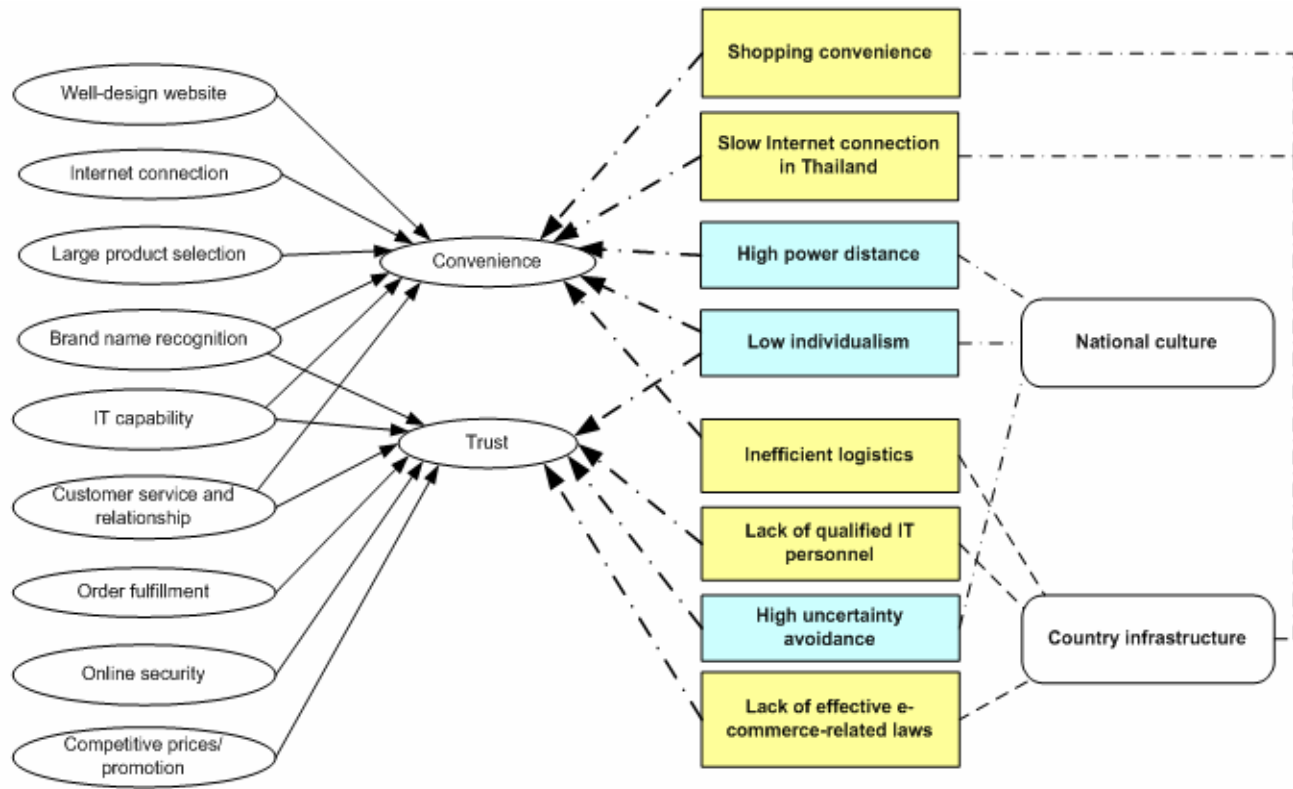 Well-design website
Internet connection
Large product selection
Brand name recognition
IT capability
Customer service and
relationship
Order fulfillment
Online security
Competitive prices/
promotion
Convenience
Trust
Shopping convenience
Slow Internet connection
in Thailand
High power distance
Low individualism
Inefficient logistics
Lack of qualified IT
personnel
High uncertainty
avoidance
Lack of effective e-
commerce-related laws
National culture
Country infrastructure